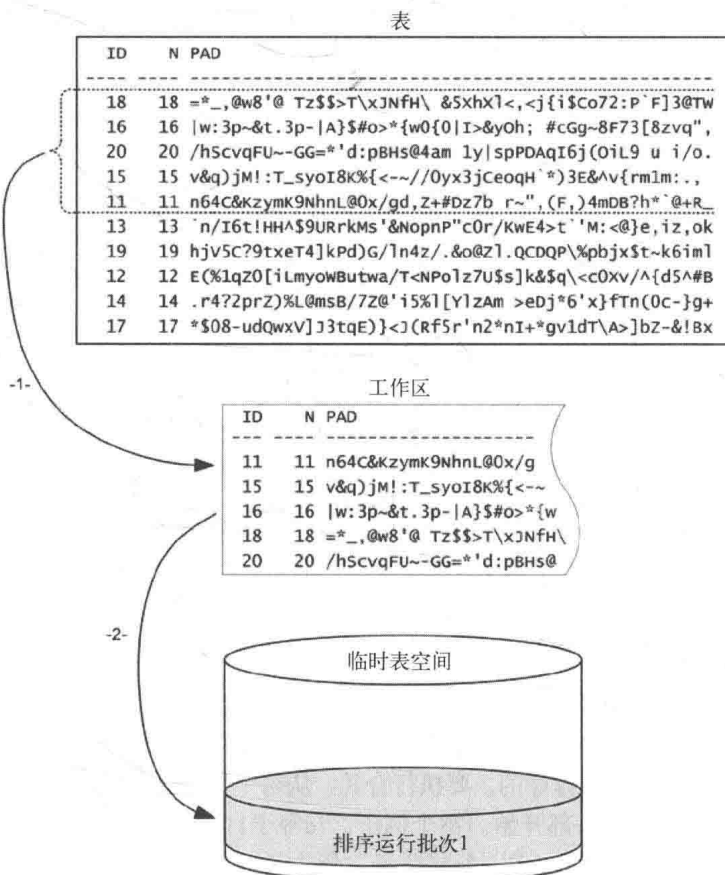 表
ID N PAD
---- ---- ----------------------------------------
18 18 =*_,@w8'@ Tz$$>T\xJNfH\ &5XhXl<,<j{i$Co72:P`F]3@TW
16 16 |w:3p~&t.3p-|A}$#o>*{w0{0|I>&yOh; #cGg~8F73[8zvq",
20 20 /hScvqFU~-GG=*'d:pBHs@4am 1y|spPDAqI6j(OiL9 u i/o.
15 15 v&q)jM!:T_syoI8K%{<-~//Oyx3jCeoqH`*)3E&^v{rm1m:.,
11 11 n64C&KzymK9NhnL@Ox/gd,Z+#Dz7b r~",(F,)4mDB?h*`@+R_
13 13 `n/I6t!HH^$9URrkMs'&NopnP"cOr/KwE4>t``'M:<@}e,iz,ok
19 19 hjV5C?9txeT4]kPd)G/ln4z/.&o@Zl.QCDQP\%pbjx$t~k6iml
12 12 E(%1qZO[iLmyoWButwa/T<NPolz7U$s]k&$q\<cOXv/^{d5^#B
14 14 .r4?2prZ)%L@msB/7Z@'i5%l[YlzAm >eDj*6'x}fTn(Oc-}g+
17 17 *$08-udQwxV]J3tqE)}<J(Rf5r'n2*nI+*gv1dT\A>]bZ-&!Bx
-1-
工作区
ID N PAD
--- ---- --------------------
11 11 n64C&KzymK9NhnL@Ox/g
15 15 v&q)jM!:T_syoI8K%{<-~
16 16 |w:3p~&t.3p-|A}$#o>*{w
18 18 =*_,@w8'@ Tz$$>T\xJNfH\
20 20 /hScvqFU~-GG=*'d:pBHs@
-2-
临时表空间
排序运行批次1